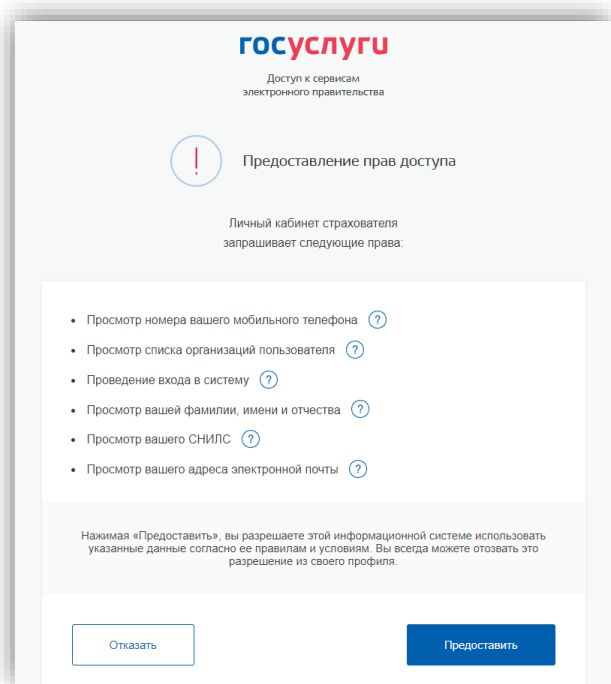 госуслуги
Доступ к сервисам
электронного правительства
!
Предоставление прав доступа
Личный кабинет страхователя
запрашивает следующие права:
• Просмотр номера вашего мобильного телефона ?
• Просмотр списка организаций пользователя ?
• Проведение входа в систему ?
• Просмотр вашей фамилии, имени и отчества ?
• Просмотр вашего СНИЛС ?
• Просмотр вашего адреса электронной почты ?
Нажимая «Предоставить», вы разрешаете этой информационной системе использовать
указанные данные согласно ее правилам и условиям. Вы всегда можете отозвать это
разрешение из своего профиля.
Отказать
Предоставить